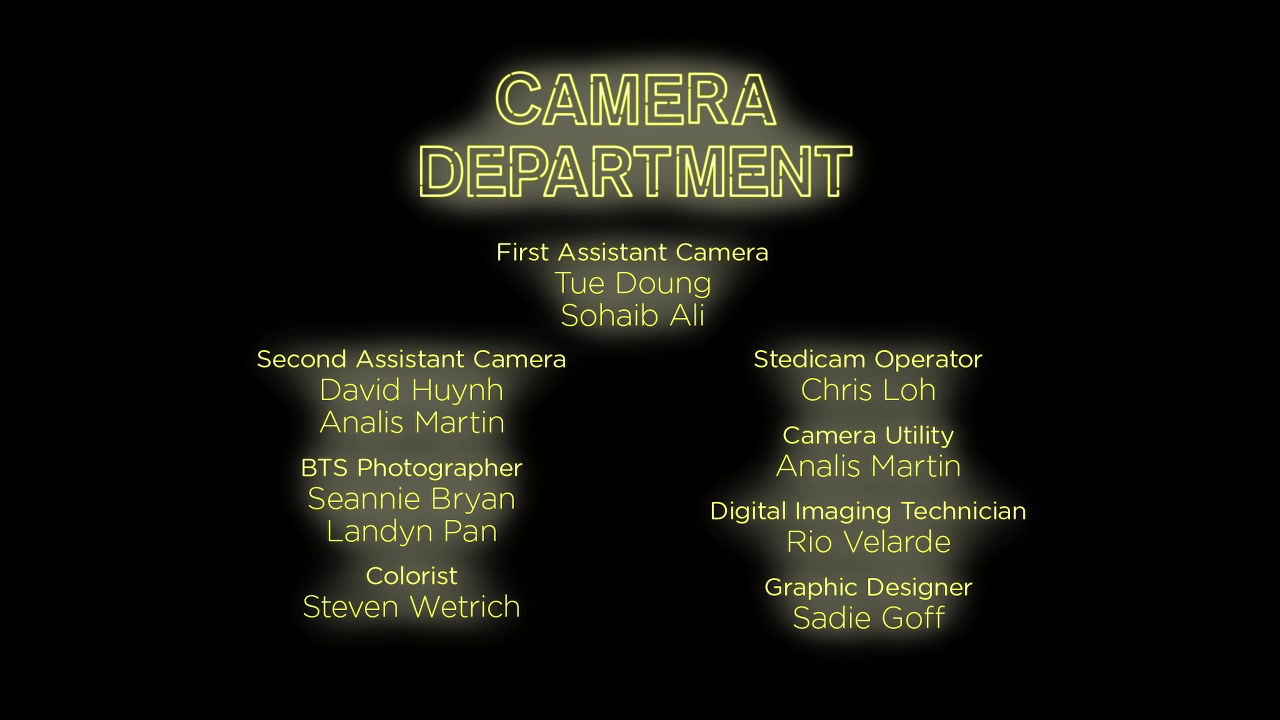 CAMERA
DEPARTMENT
First Assistant Camera
Tue Doung
Sohaib Ali
Second Assistant Camera
David Huynh
Analis Martin
BTS Photographer
Seannie Bryan
Landyn Pan
Colorist
Steven Wetrich
Stedicam Operator
Chris Loh
Camera Utility
Analis Martin
Digital Imaging Technician
Rio Velarde
Graphic Designer
Sadie Goff